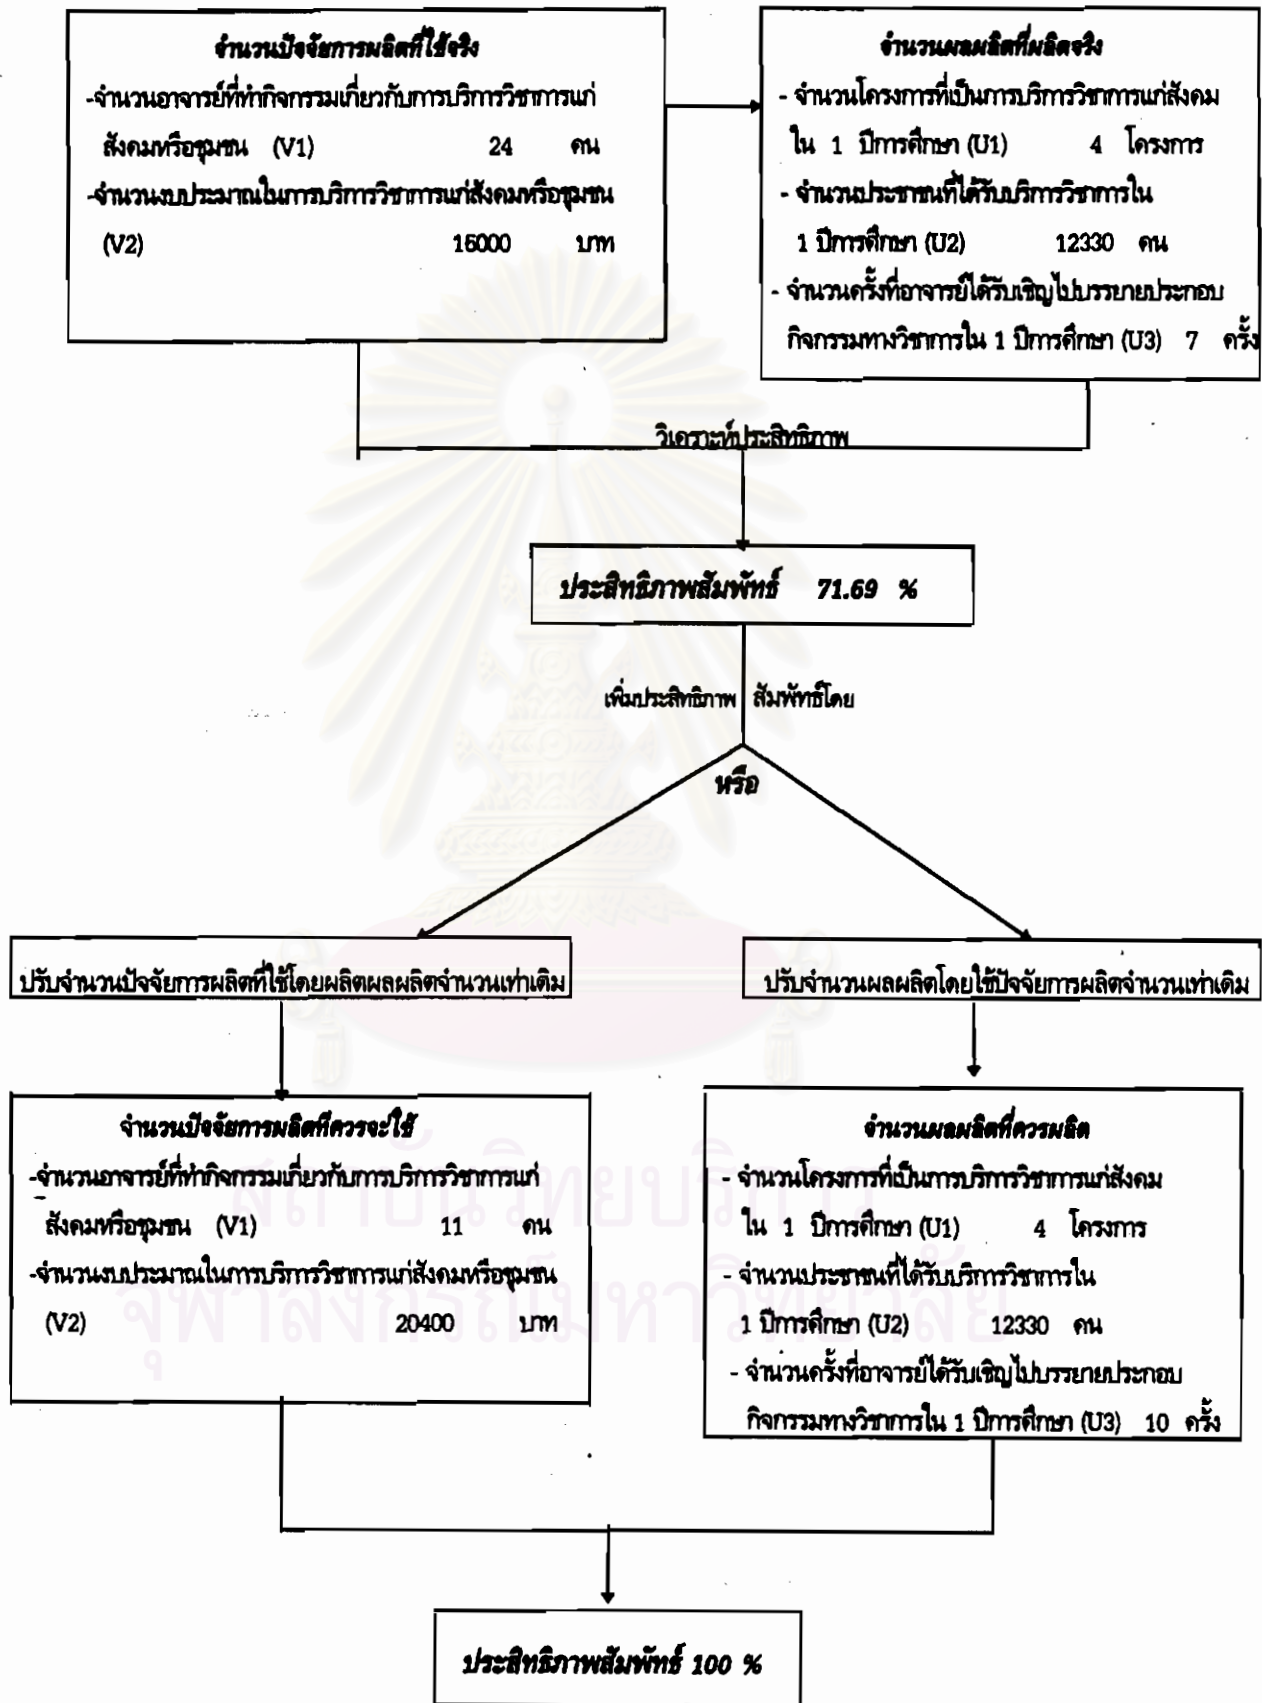 จำนวนปัจจัยการผลิตที่ใช้จริง
-จำนวนอาจารย์ที่ทำกิจกรรมเกี่ยวกับการบริการวิชาการแก่
สังคมหรือชุมชน (V1) 24 คน
-จำนวนงบประมาณในการบริการวิชาการแก่สังคมหรือชุมชน
(V2) 16000 บาท
จำนวนผลผลิตที่ผลิตจริง
- จำนวนโครงการที่เป็นการบริการวิชาการแก่สังคม
ใน 1 ปีการศึกษา (U1) 4 โครงการ
- จำนวนประชาชนที่ได้รับบริการวิชาการใน
1 ปีการศึกษา (U2) 12330 คน
- จำนวนครั้งที่อาจารย์ได้รับเชิญไปบรรยายประกอบ
กิจกรรมทางวิชาการใน 1 ปีการศึกษา (U3) 7 ครั้ง
วิเคราะห์ประสิทธิภาพ
ประสิทธิภาพสัมพัทธ์ 71.69 %
เพิ่มประสิทธิภาพ สัมพัทธ์โดย
หรือ
ปรับจำนวนปัจจัยการผลิตที่ใช้โดยผลิตผลผลิตจำนวนเท่าเดิม
ปรับจำนวนผลผลิตโดยใช้ปัจจัยการผลิตจำนวนเท่าเดิม
จำนวนปัจจัยการผลิตที่ควรจะใช้
-จำนวนอาจารย์ที่ทำกิจกรรมเกี่ยวกับการบริการวิชาการแก่
สังคมหรือชุมชน (V1) 11 คน
-จำนวนงบประมาณในการบริการวิชาการแก่สังคมหรือชุมชน
(V2) 20400 บาท
จำนวนผลผลิตที่ควรผลิต
- จำนวนโครงการที่เป็นการบริการวิชาการแก่สังคม
ใน 1 ปีการศึกษา (U1) 4 โครงการ
- จำนวนประชาชนที่ได้รับบริการวิชาการใน
1 ปีการศึกษา (U2) 12330 คน
- จำนวนครั้งที่อาจารย์ได้รับเชิญไปบรรยายประกอบ
กิจกรรมทางวิชาการใน 1 ปีการศึกษา (U3) 10 ครั้ง
สถาบันวิทยบริการ
จุฬาลงกรณ์มหาวิทยาลัย
ประสิทธิภาพสัมพัทธ์ 100 %